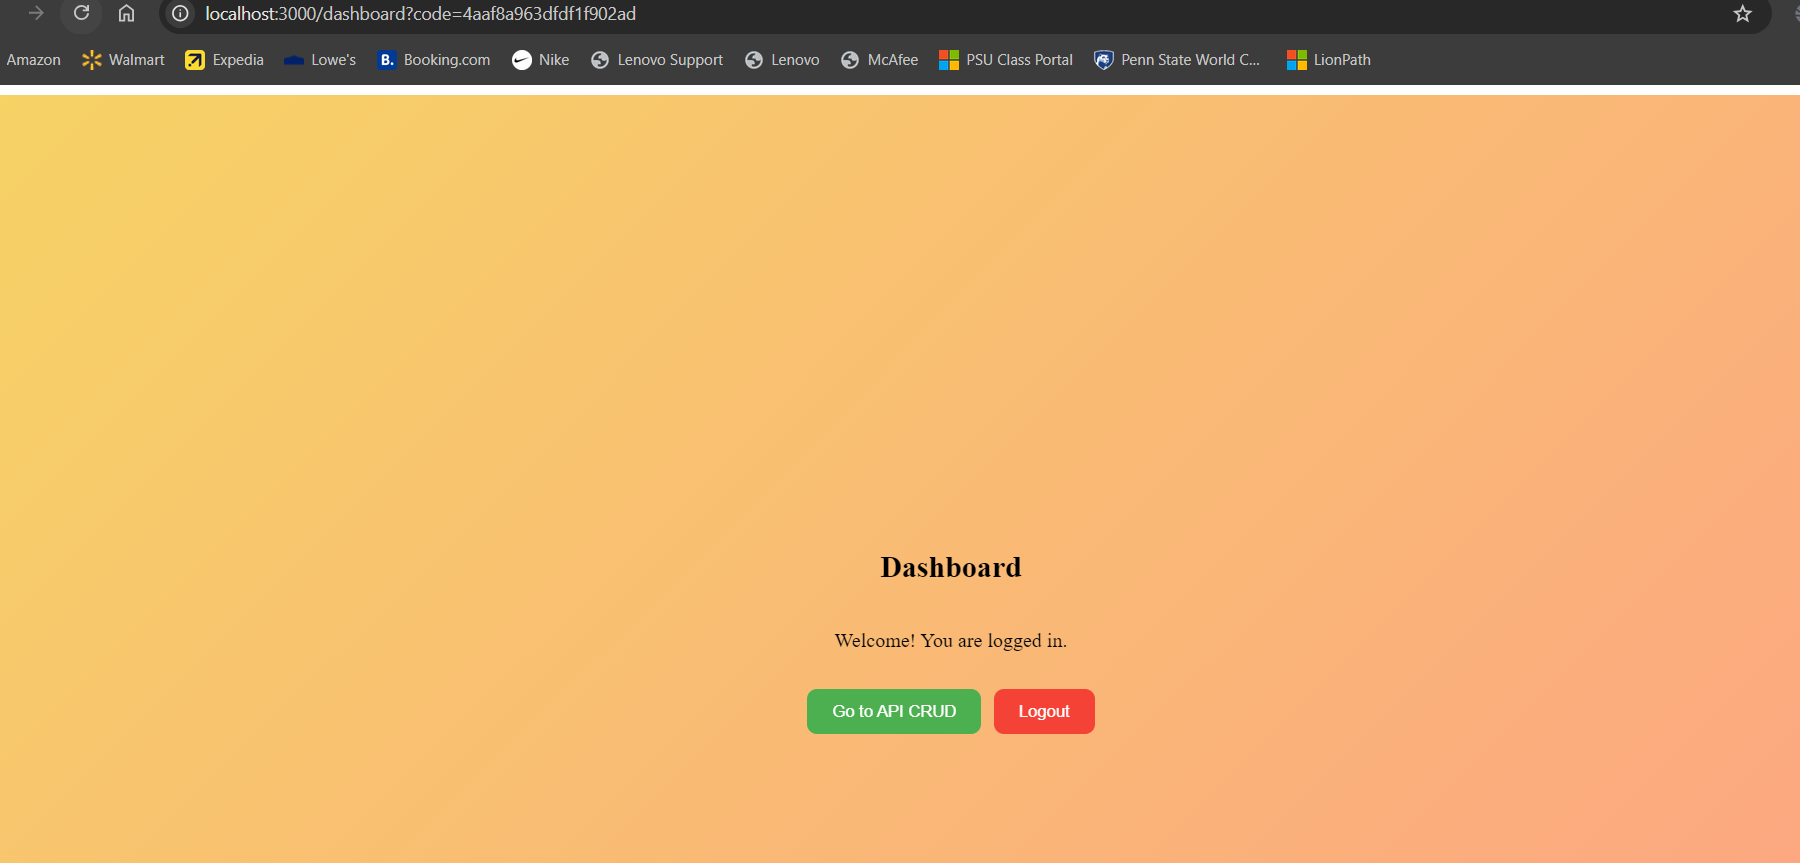 localhost:3000/dashboard?code=4aaf8a963dfdf1f902ad
Amazon Walmart Expedia Lowe's B. Booking.com Nike Lenovo Support Lenovo McAfee PSU Class Portal Penn State World C... LionPath
Dashboard
Welcome! You are logged in.
Go to API CRUD Logout